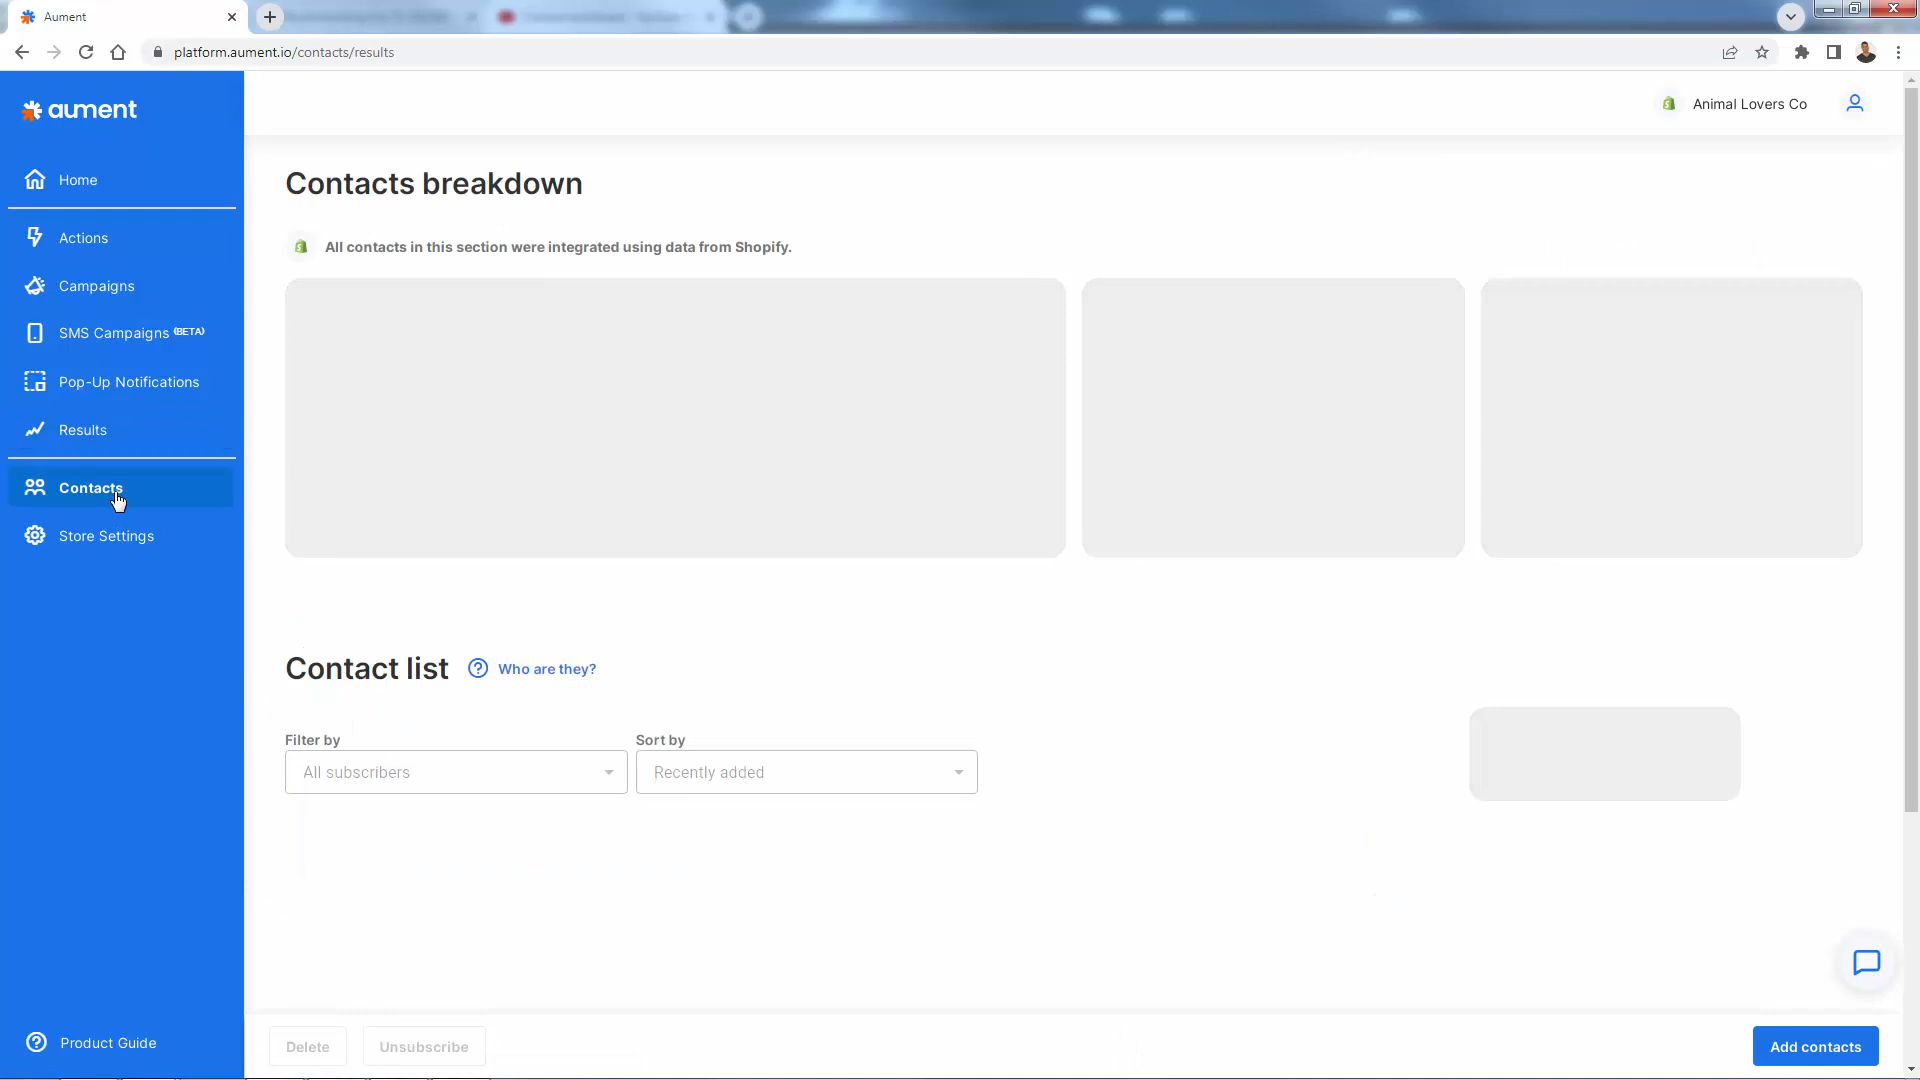 Aument
platform.aument.io/contacts/results
aument
Animal Lovers Co
Home
Actions
Campaigns
SMS Campaigns (BETA)
Pop-Up Notifications
Results
Contacts
Store Settings
Product Guide
Contacts breakdown
All contacts in this section were integrated using data from Shopify.
Contact list
Who are they?
Filter by
Sort by
All subscribers
Recently added
Delete
Unsubscribe
Add contacts